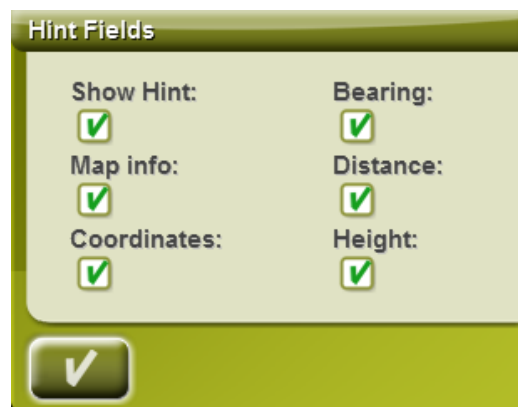 Hint Fields
Show Hint: Bearing:
Map info: Distance:
Coordinates: Height: